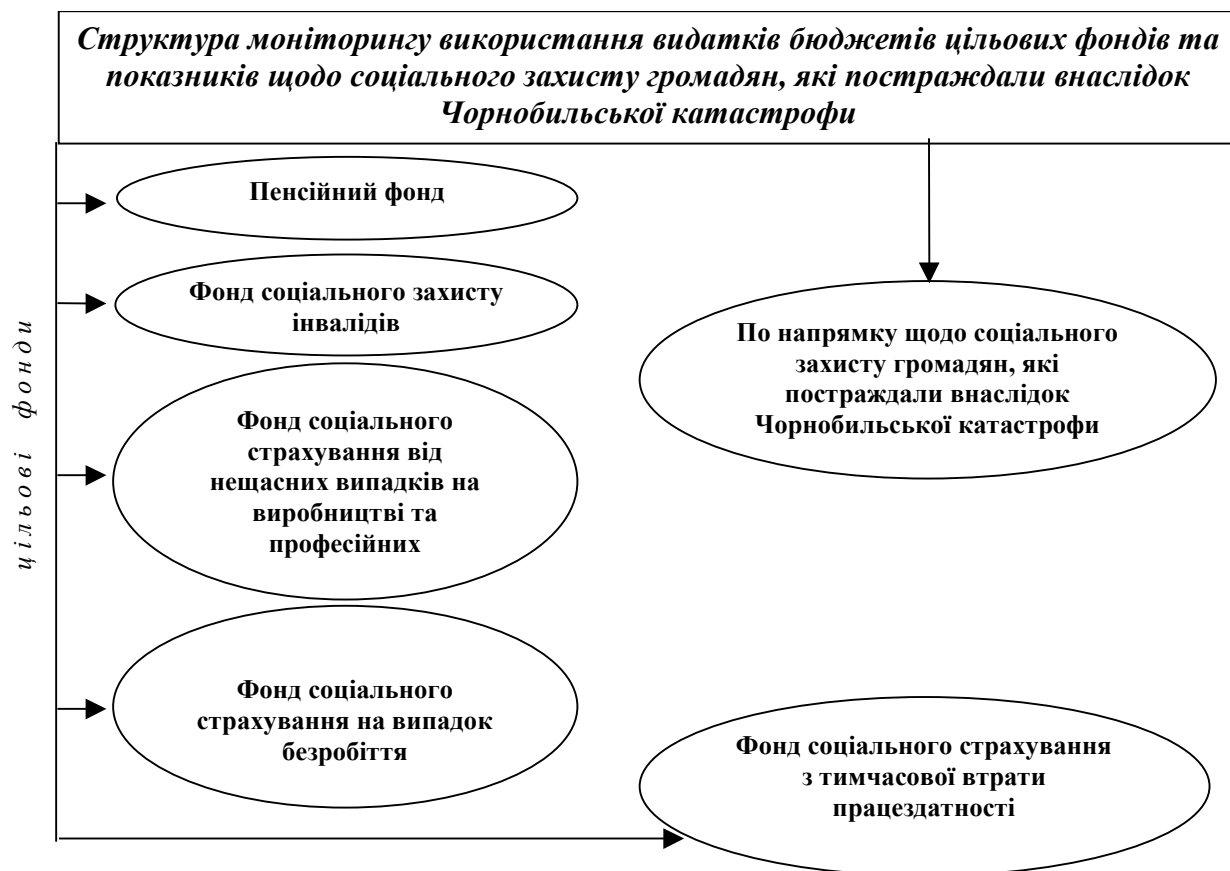 Структура моніторингу використання видатків бюджетів цільових фондів та
показників щодо соціального захисту громадян, які постраждали внаслідок
Чорнобильської катастрофи
цільові фонди
Пенсійний фонд
Фонд соціального захисту
інвалідів
Фонд соціального
страхування від
нещасних випадків на
виробництві та
професійних
Фонд соціального
страхування на випадок
безробіття
По напрямку щодо соціального
захисту громадян, які
постраждали внаслідок
Чорнобильської катастрофи
Фонд соціального страхування
з тимчасової втрати
працездатності